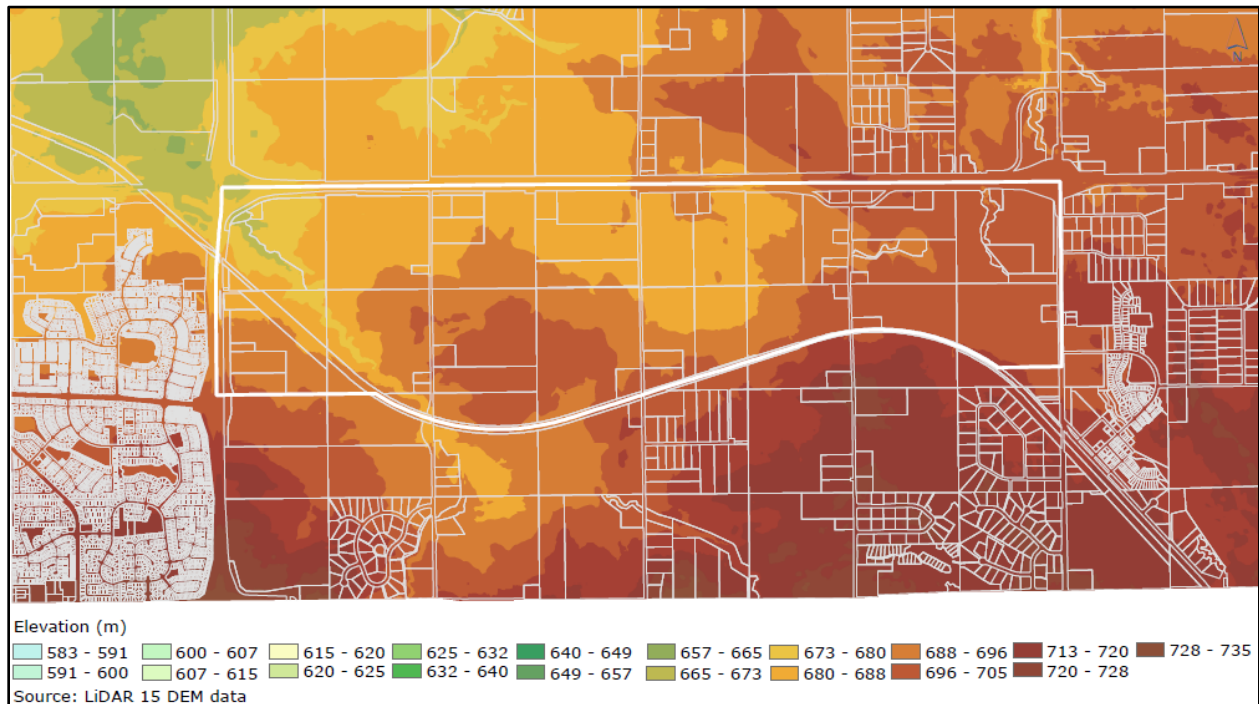 N
Elevation (m)
583 - 591 600 - 607 615 - 620 625 - 632 640 - 649 657 - 665 673 - 680 688 - 696 713 - 720 728 - 735
591 - 600 607 - 615 620 - 625 632 - 640 649 - 657 665 - 673 680 - 688 696 - 705 720 - 728
Source: LiDAR 15 DEM data